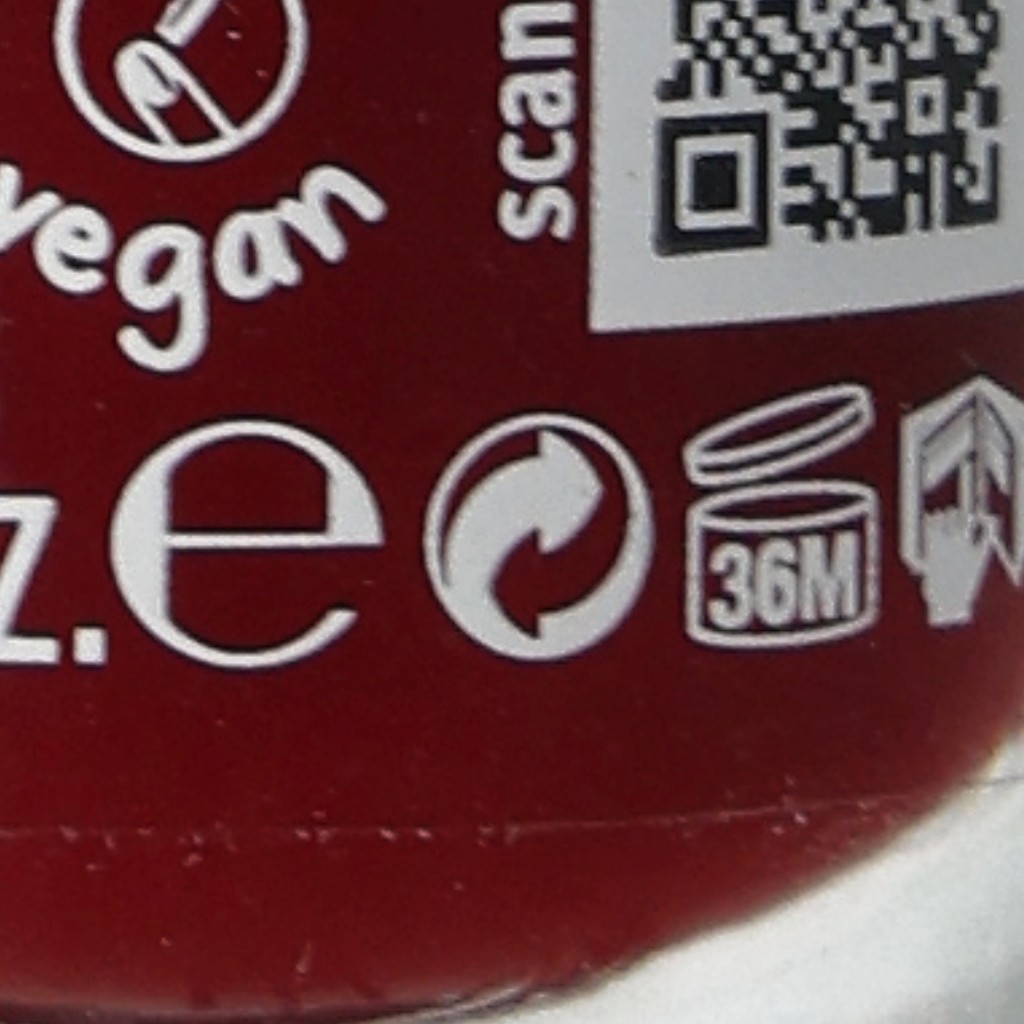 vegan
scan
z. e
36M